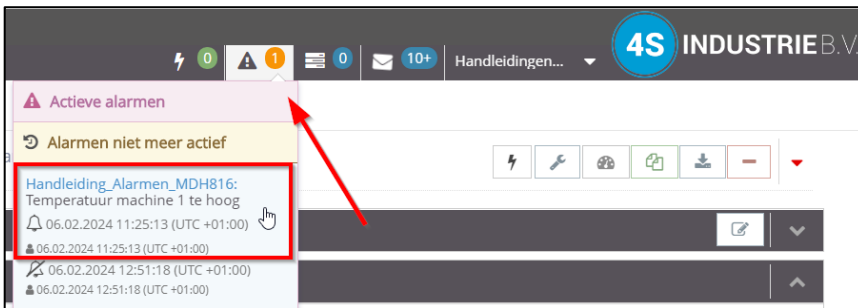 4S INDUSTRIE B.V.
0 1 0 10+ Handleidingen...
Actieve alarmen
Alarmen niet meer actief
Handleiding_Alarmen_MDH816:
Temperatuur machine 1 te hoog
06.02.2024 11:25:13 (UTC +01:00)
06.02.2024 11:25:13 (UTC +01:00)
06.02.2024 12:51:18 (UTC +01:00)
06.02.2024 12:51:18 (UTC +01:00)